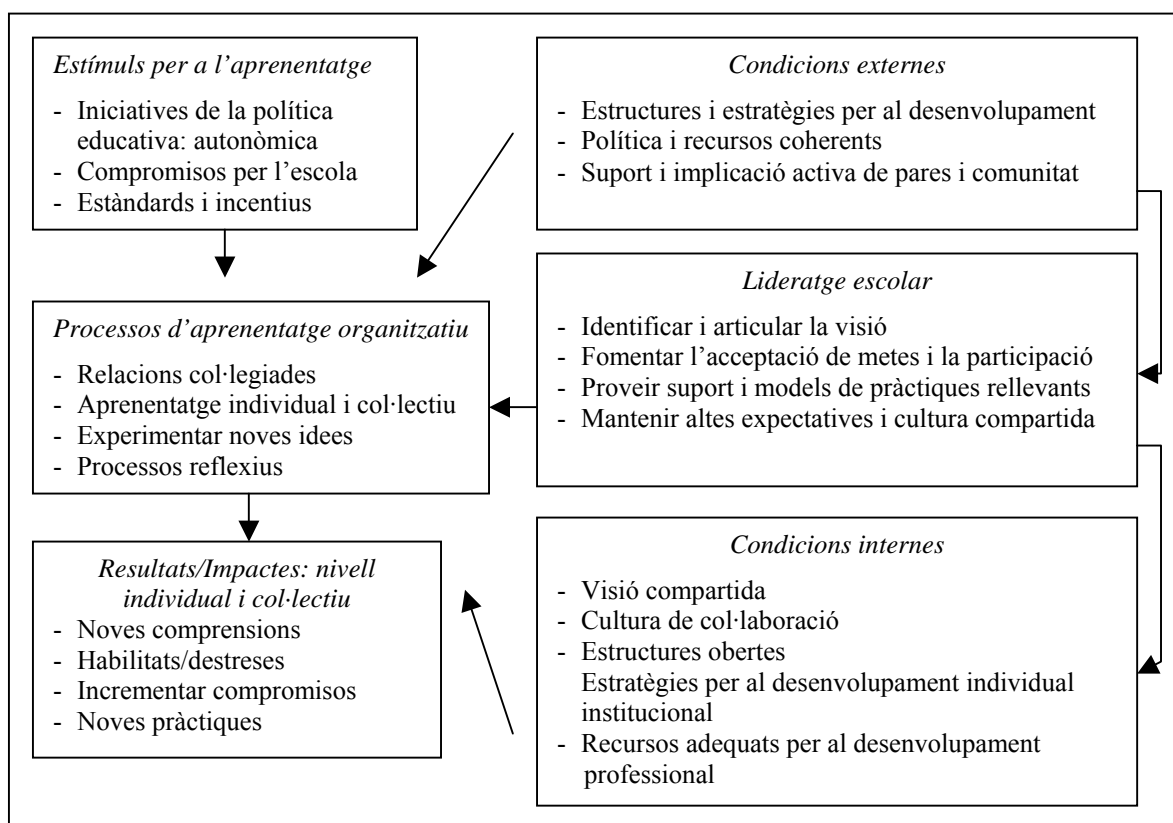 Estímuls per a l’aprenentatge
- Iniciatives de la política
educativa: autonòmica
- Compromisos per l’escola
- Estàndards i incentius
Processos d’aprenentatge organitzatiu
- Relacions col·legiades
- Aprenentatge individual i col·lectiu
- Experimentar noves idees
- Processos reflexius
Resultats/Impactes: nivell
individual i col·lectiu
- Noves comprensions
- Habilitats/destreses
- Incrementar compromisos
- Noves pràctiques
Condicions externes
- Estructures i estratègies per al desenvolupament
- Política i recursos coherents
- Suport i implicació activa de pares i comunitat
Lideratge escolar
- Identificar i articular la visió
- Fomentar l’acceptació de metes i la participació
- Proveir suport i models de pràctiques rellevants
- Mantenir altes expectatives i cultura compartida
Condicions internes
- Visió compartida
- Cultura de col·laboració
- Estructures obertes
Estratègies per al desenvolupament individual
institucional
- Recursos adequats per al desenvolupament
professional